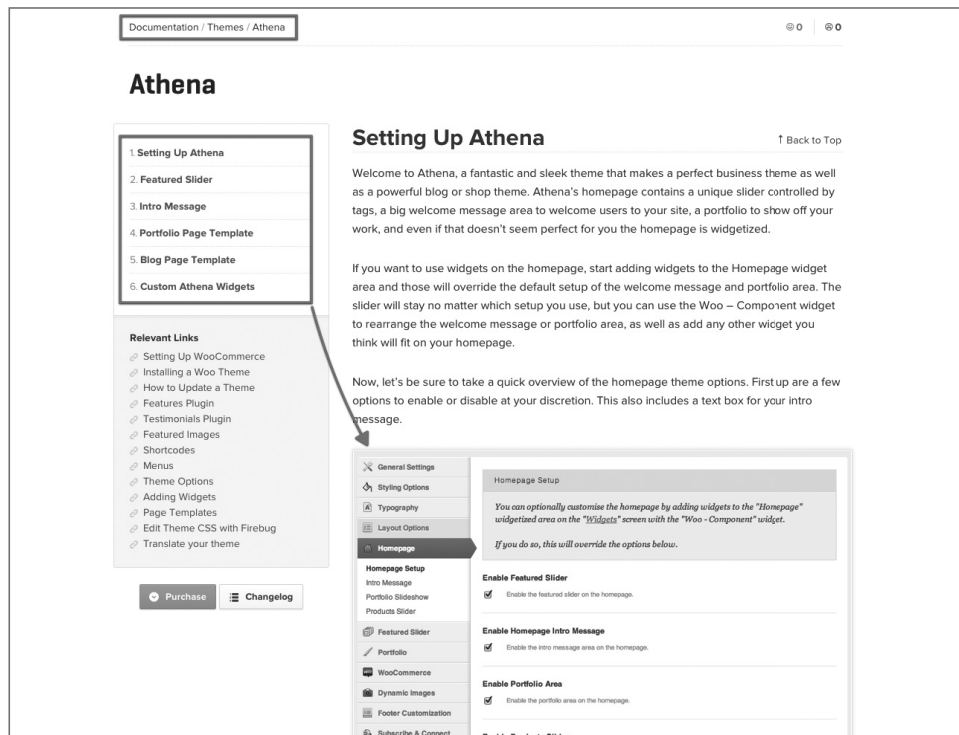 Documentation / Themes / Athena
☺ 0 ☹ 0
Athena
1. Setting Up Athena
2. Featured Slider
3. Intro Message
4. Portfolio Page Template
5. Blog Page Template
6. Custom Athena Widgets
Relevant Links
Setting Up WooCommerce
Installing a Woo Theme
How to Update a Theme
Features Plugin
Testimonials Plugin
Featured Images
Shortcodes
Menus
Theme Options
Adding Widgets
Page Templates
Edit Theme CSS with Firebug
Translate your theme
Purchase
Changelog
Setting Up Athena
↑ Back to Top
Welcome to Athena, a fantastic and sleek theme that makes a perfect business theme as well
as a powerful blog or shop theme. Athena's homepage contains a unique slider controlled by
tags, a big welcome message area to welcome users to your site, a portfolio to show off your
work, and even if that doesn't seem perfect for you the homepage is widgetized.
If you want to use widgets on the homepage, start adding widgets to the Homepage widget
area and those will override the default setup of the welcome message and portfolio area. The
slider will stay no matter which setup you use, but you can use the Woo – Component widget
to rearrange the welcome message or portfolio area, as well as add any other widget you
think will fit on your homepage.
Now, let's be sure to take a quick overview of the homepage theme options. First up are a few
options to enable or disable at your discretion. This also includes a text box for your intro
message.
General Settings
Styling Options
Typography
Layout Options
Homepage
Homepage Setup
Intro Message
Portfolio Slideshow
Products Slider
Featured Slider
Portfolio
WooCommerce
Dynamic Images
Footer Customization
Subscribe & Connect
Homepage Setup
You can optionally customise the homepage by adding widgets to the "Homepage"
widgetized area on the "Widgets" screen with the "Woo - Component" widget.
If you do so, this will override the options below.
Enable Featured Slider
Enable the featured slider on the homepage.
Enable Homepage Intro Message
Enable the intro message area on the homepage.
Enable Portfolio Area
Enable the portfolio area on the homepage.